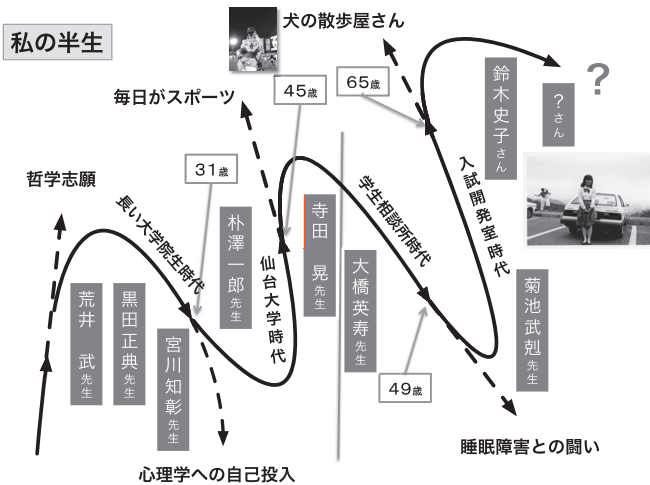 私の半生
犬の散歩屋さん
毎日がスポーツ
哲学志願
31歳
45歳
65歳
49歳
長い大学院生時代
仙台大学時代
学生相談所時代
入試開発室時代
荒井 武先生
黒田正典先生
宮川知彰先生
朴澤一郎先生
寺田 晃先生
大橋英寿先生
菊池武剋先生
鈴木史子さん
?さん
?
心理学への自己投入
睡眠障害との闘い